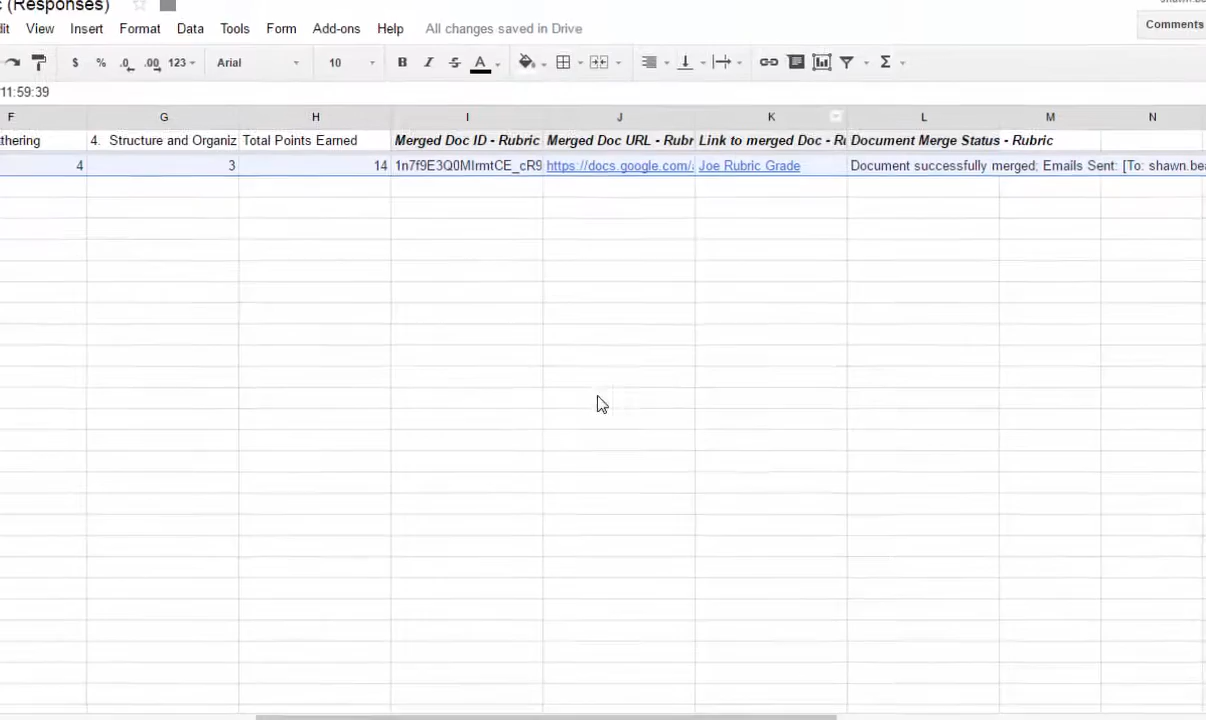 (Responses)
View Insert Format Data Tools Form Add-ons Help All changes saved in Drive
Comments
$ % .0 .00 123 Arial 10 B I S A Σ
11:59:39
F G H I J K L M N
4. Structure and Organiz Total Points Earned Merged Doc ID - Rubric Merged Doc URL - Rubr Link to merged Doc - Ru Document Merge Status - Rubric
4 3 14 1n7f9E3Q0MIrmtCE_cR9 https://docs.google.com/ Joe Rubric Grade Document successfully merged; Emails Sent: [To: shawn.be